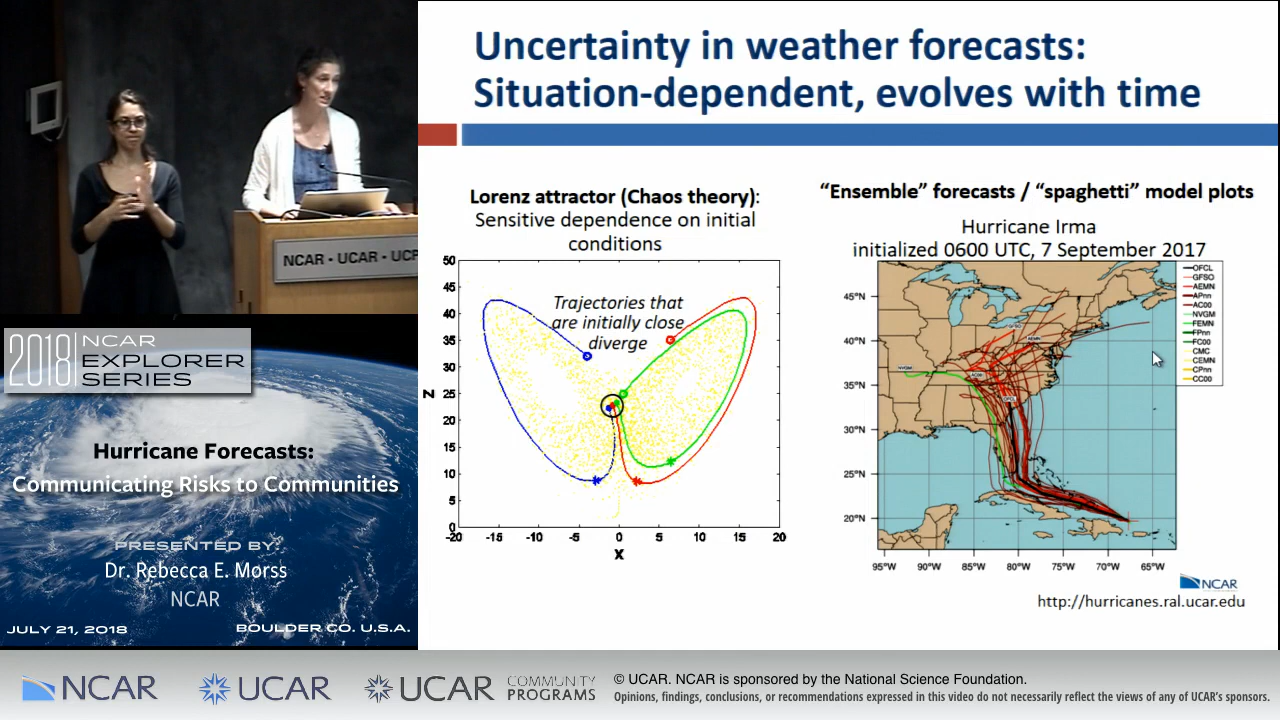 Uncertainty in weather forecasts:
Situation-dependent, evolves with time
Lorenz attractor (Chaos theory):
Sensitive dependence on initial
conditions
50
45
40
35
30
25
20
15
10
5
0
Z
-20 -15 -10 -5 0 5 10 15 20
X
Trajectories that
are initially close
diverge
"Ensemble" forecasts / "spaghetti" model plots
Hurricane Irma
initialized 0600 UTC, 7 September 2017
45°N
40°N
35°N
30°N
25°N
20°N
95°W 90°W 85°W 80°W 75°W 70°W 65°W
GFSO
AEMN
NVGM
AC00
OFCL
OFCL
GFSO
AEMN
APnn
AC00
NVGM
FEMN
FPnn
FC00
CMC
CEMN
CPnn
CC00
NCAR
http://hurricanes.ral.ucar.edu
NCAR - UCAR - UCP
2018 NCAR
EXPLORER
SERIES
Hurricane Forecasts:
Communicating Risks to Communities
PRESENTED BY:
Dr. Rebecca E. Morss
NCAR
JULY 21, 2018 BOULDER CO. U.S.A.
NCAR UCAR UCAR COMMUNITY
PROGRAMS
© UCAR. NCAR is sponsored by the National Science Foundation.
Opinions, findings, conclusions, or recommendations expressed in this video do not necessarily reflect the views of any of UCAR's sponsors.